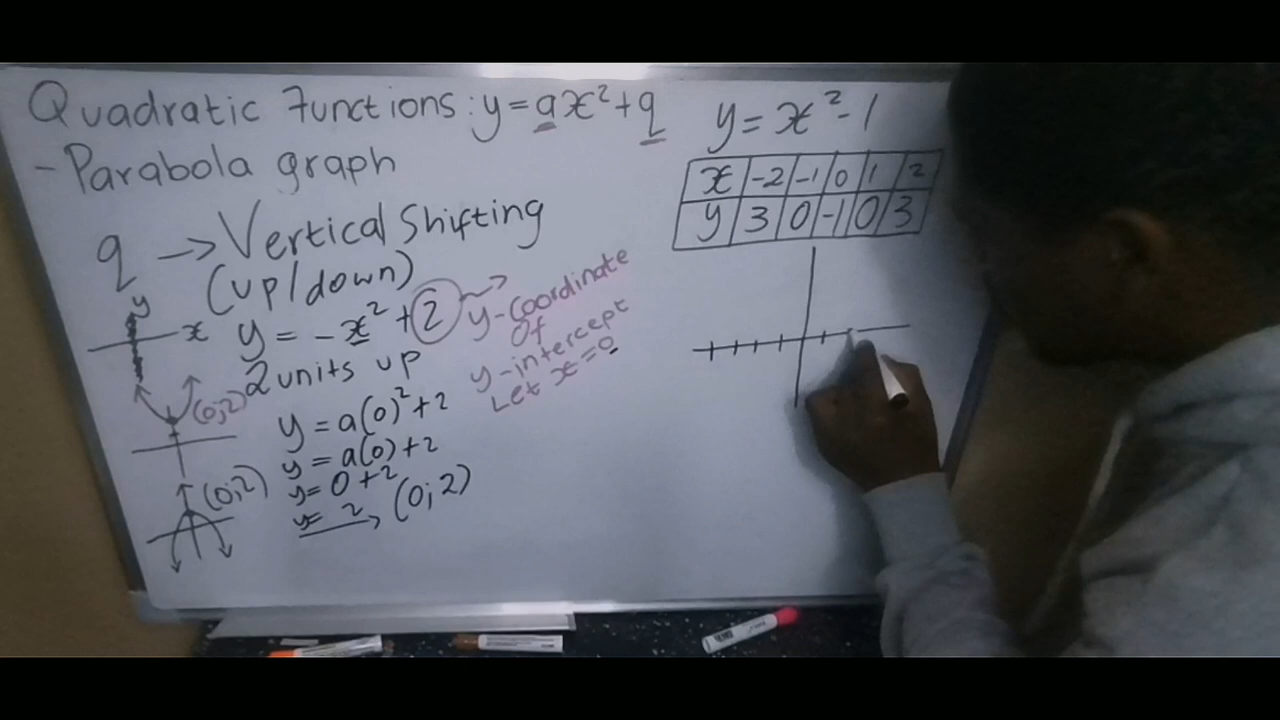 Quadratic Functions: y = ax² + q
- Parabola graph
q → Vertical Shifting
(up/down)
y
x
y = -x² + 2 → y-coordinate
of
y-intercept
Let x = 0
2 units up
(0;2)
y = a(0)² + 2
y = a(0) + 2
y = 0 + 2
y = 2, (0;2)
(0;2)
y = x² - 1
x -2 -1 0 1 2
y 3 0 -1 0 3